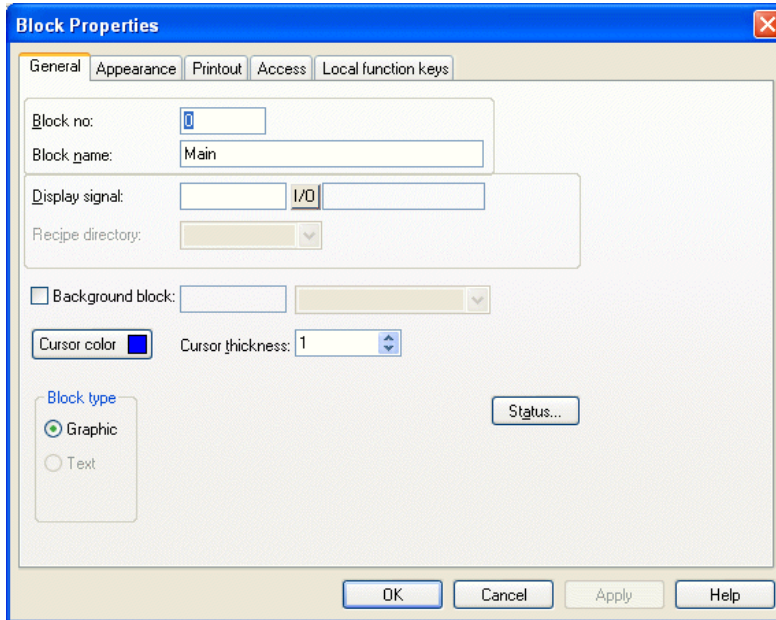 Block Properties
General Appearance Printout Access Local function keys
Block no: 0
Block name: Main
Display signal: I/O
Recipe directory:
Background block:
Cursor color Cursor thickness: 1
Block type
Graphic
Status...
Text
OK Cancel Apply Help